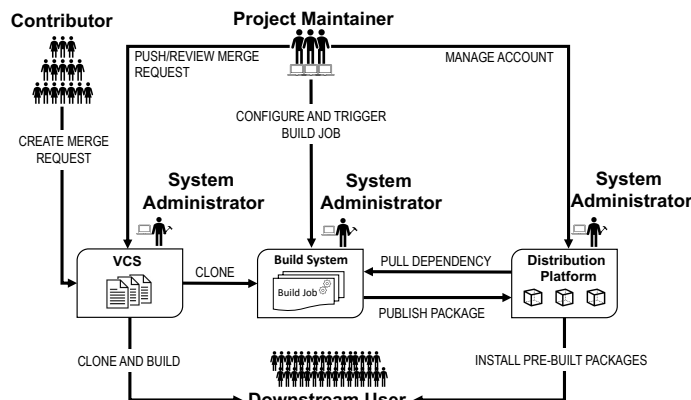 Contributor
Project Maintainer
PUSH/REVIEW MERGE
REQUEST
MANAGE ACCOUNT
CONFIGURE AND TRIGGER
BUILD JOB
CREATE MERGE
REQUEST
System
Administrator
System
Administrator
System
Administrator
VCS
CLONE
Build System
Build Job
PULL DEPENDENCY
PUBLISH PACKAGE
Distribution
Platform
CLONE AND BUILD
INSTALL PRE-BUILT PACKAGES
Downstream User